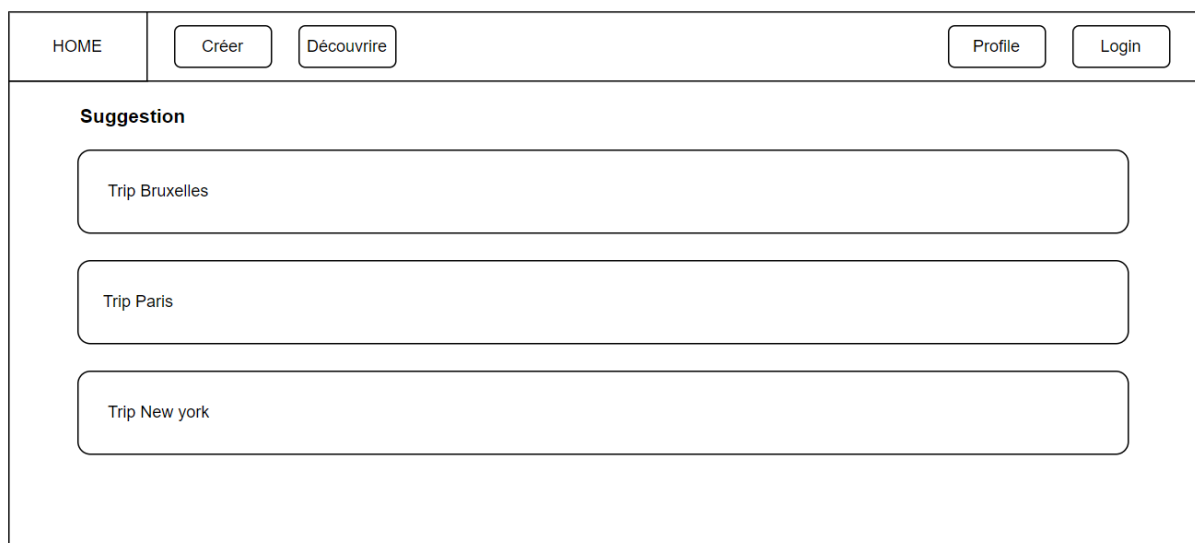 HOME Créer Découvrire Profile Login
Suggestion
Trip Bruxelles
Trip Paris
Trip New york